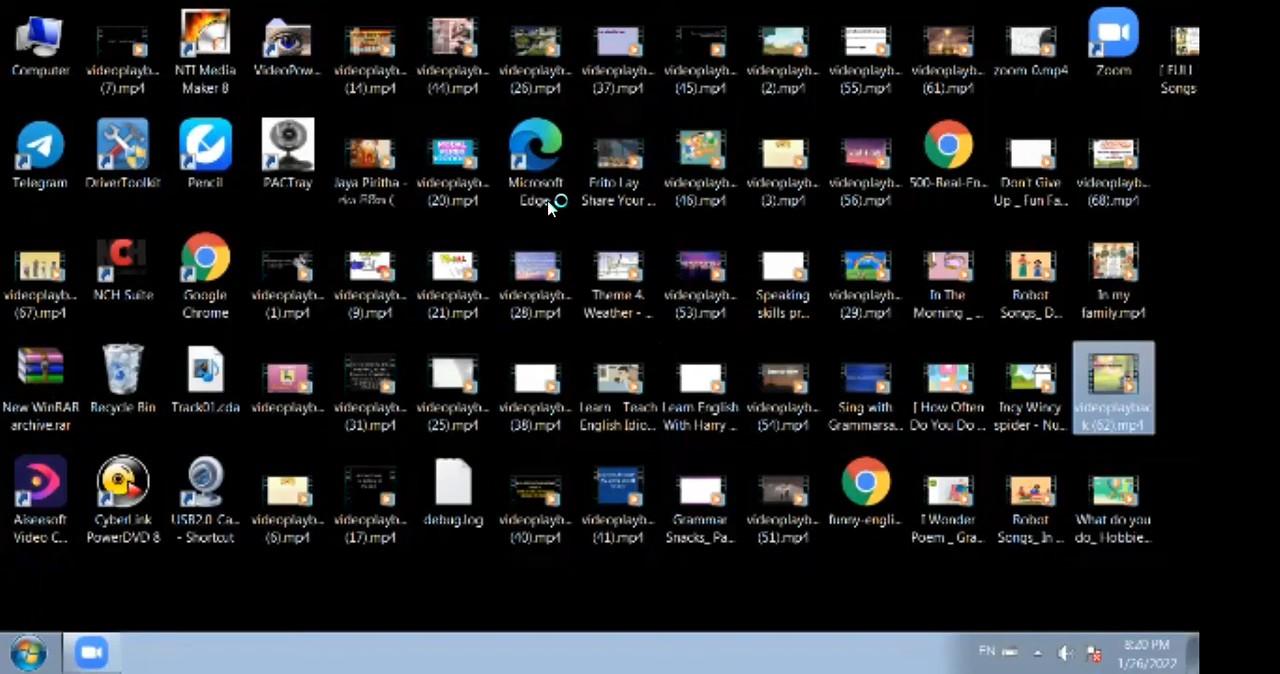 Computer
videoplayb...
(7).mp4
NTI Media
Maker 8
VideoPow...
videoplayb...
(14).mp4
videoplayb...
(44).mp4
videoplayb...
(26).mp4
videoplayb...
(37).mp4
videoplayb...
(45).mp4
videoplayb...
(2).mp4
videoplayb...
(55).mp4
videoplayb...
(61).mp4
zoom_0.mp4
Zoom
[ FULL
Songs
Telegram
DriverToolkit
Pencil
PACTray
Jaya Piritha -
videoplayb...
(20).mp4
Microsoft
Edge
Frito Lay
Share Your ...
videoplayb...
(46).mp4
videoplayb...
(3).mp4
videoplayb...
(56).mp4
500-Real-En...
Don't Give
Up _ Fun Fa...
videoplayb...
(68).mp4
videoplayb...
(67).mp4
NCH Suite
Google
Chrome
videoplayb...
(1).mp4
videoplayb...
(9).mp4
videoplayb...
(21).mp4
videoplayb...
(28).mp4
Theme 4.
Weather - ...
videoplayb...
(53).mp4
Speaking
skills pr...
videoplayb...
(29).mp4
In The
Morning _ ...
Robot
Songs_ D...
In my
family.mp4
New WinRAR
archive.rar
Recycle Bin
Track01.cda
videoplayb...
videoplayb...
(31).mp4
videoplayb...
(25).mp4
videoplayb...
(38).mp4
Learn _ Teach
English Idio...
Learn English
With Harry ...
videoplayb...
(54).mp4
Sing with
Grammarsa...
[ How Often
Do You Do ...
Incy Wincy
spider - Nu...
videoplaybac
k (62).mp4
Aiseesoft
Video C...
CyberLink
PowerDVD 8
USB2.0 Ca...
- Shortcut
videoplayb...
(6).mp4
videoplayb...
(17).mp4
debug.log
videoplayb...
(40).mp4
videoplayb...
(41).mp4
Grammar
Snacks_ Pa...
videoplayb...
(51).mp4
funny-engli...
I Wonder
Poem _ Gra...
Robot
Songs_ In ...
What do you
do_ Hobbie...
EN
8:20 PM
1/26/2022